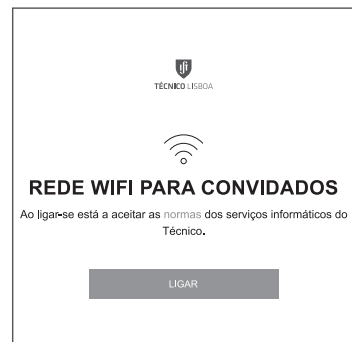 TÉCNICO LISBOA
REDE WIFI PARA CONVIDADOS
Ao ligar-se está a aceitar as normas dos serviços informáticos do
Técnico.
LIGAR